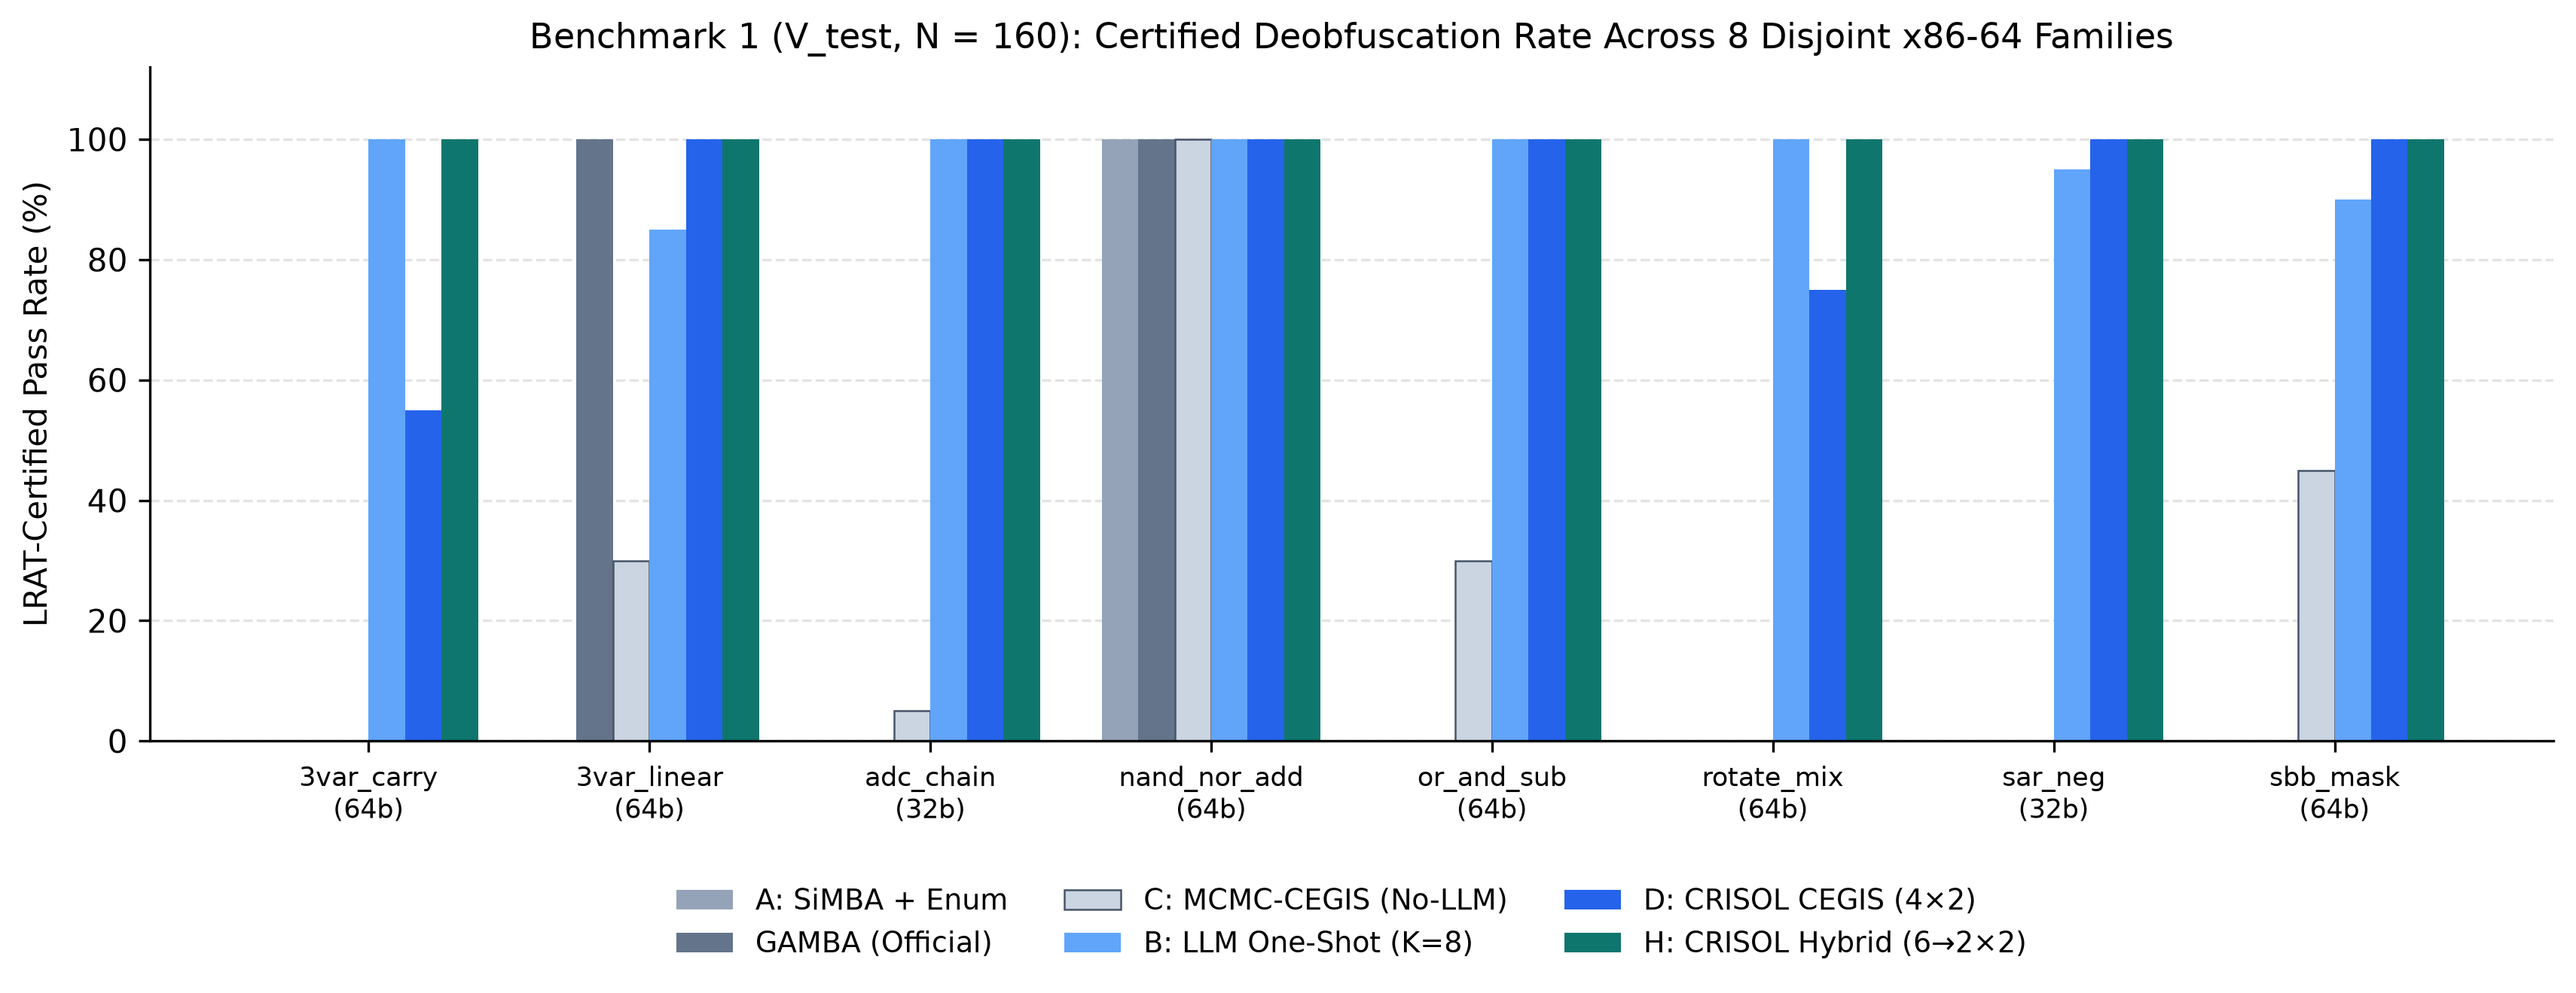 Benchmark 1 (V_test, N = 160): Certified Deobfuscation Rate Across 8 Disjoint x86-64 Families
LRAT-Certified Pass Rate (%)
100
80
60
40
20
0
3var_carry
(64b)
3var_linear
(64b)
adc_chain
(32b)
nand_nor_add
(64b)
or_and_sub
(64b)
rotate_mix
(64b)
sar_neg
(32b)
sbb_mask
(64b)
A: SiMBA + Enum
GAMBA (Official)
C: MCMC-CEGIS (No-LLM)
B: LLM One-Shot (K=8)
D: CRISOL CEGIS (4×2)
H: CRISOL Hybrid (6→2×2)